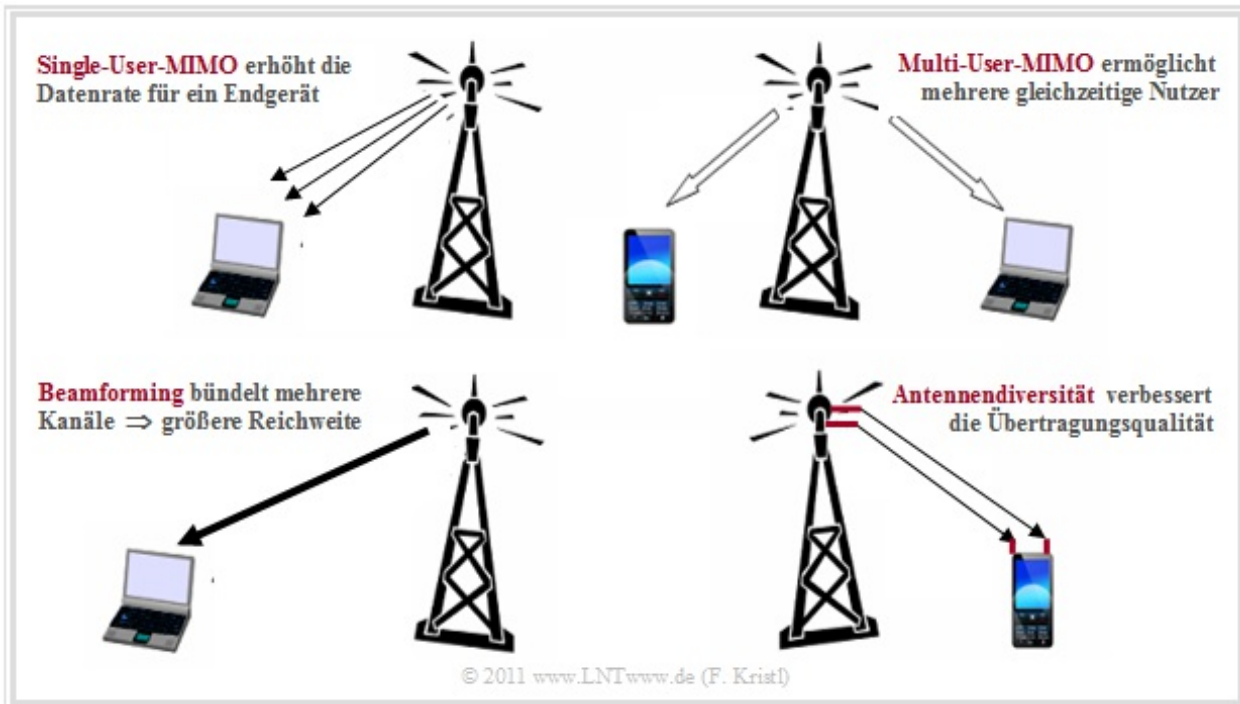 Single-User-MIMO erhöht die
Datenrate für ein Endgerät
Multi-User-MIMO ermöglicht
mehrere gleichzeitige Nutzer
Beamforming bündelt mehrere
Kanäle ⇒ größere Reichweite
Antennendiversität verbessert
die Übertragungsqualität
© 2011 www.LNTwww.de (F. Kristl)